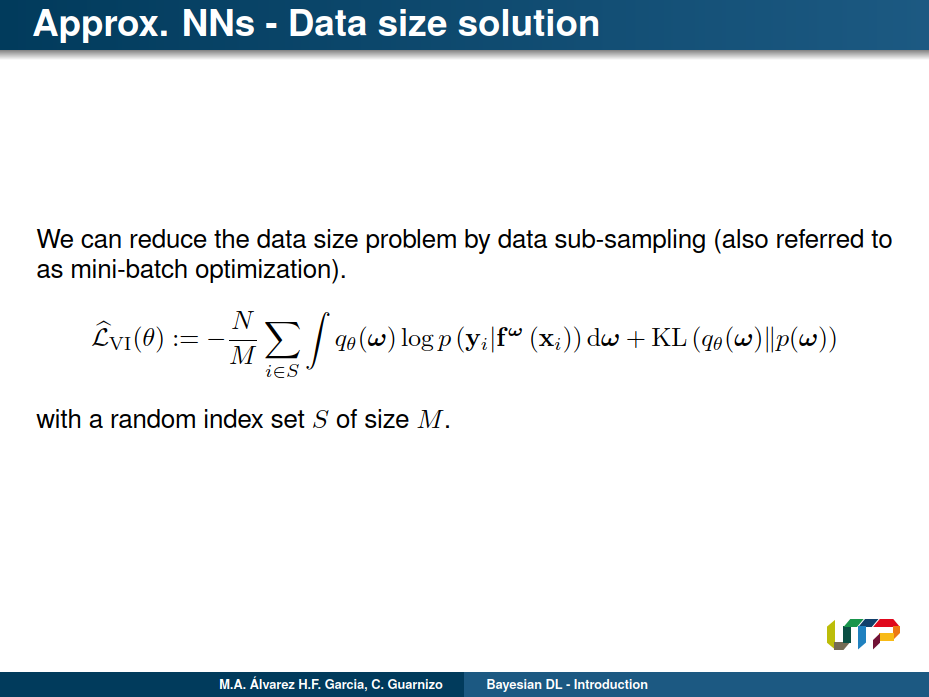 Approx. NNs - Data size solution
We can reduce the data size problem by data sub-sampling (also referred to
as mini-batch optimization).
$\widehat{\mathcal{L}}_{\mathrm{VI}}(\theta) := -\frac{N}{M} \sum_{i \in S} \int q_\theta(\boldsymbol{\omega}) \log p\left(\mathbf{y}_i | \mathbf{f}^{\boldsymbol{\omega}}\left(\mathbf{x}_i\right)\right) \mathrm{d}\boldsymbol{\omega} + \mathrm{KL}\left(q_\theta(\boldsymbol{\omega}) \| p(\boldsymbol{\omega})\right)$
with a random index set $S$ of size $M$.
UTP
M.A. Álvarez H.F. Garcia, C. Guarnizo Bayesian DL - Introduction